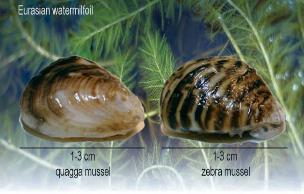 Eurasian watermilfoil
1-3 cm
quagga mussel
1-3 cm
zebra mussel